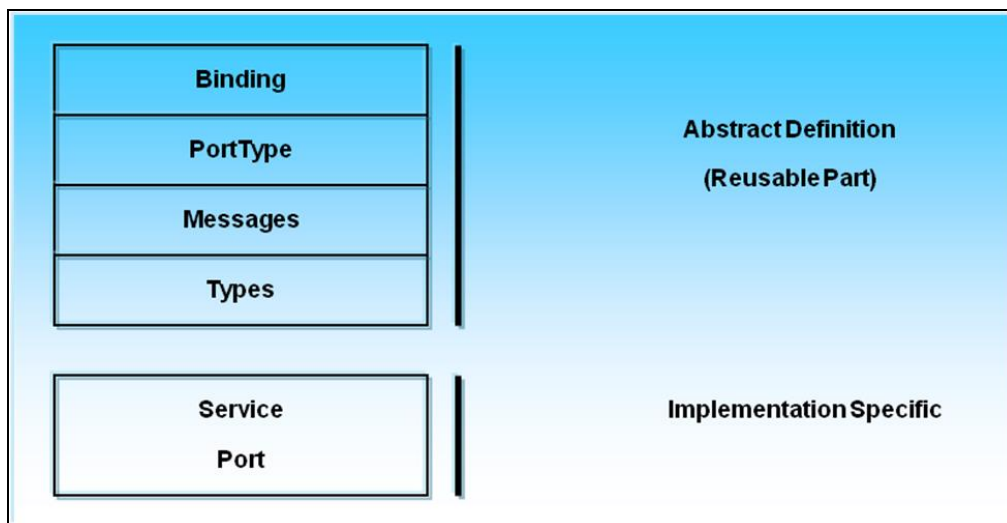 Binding
PortType
Messages
Types
Abstract Definition
(Reusable Part)
Service
Port
Implementation Specific